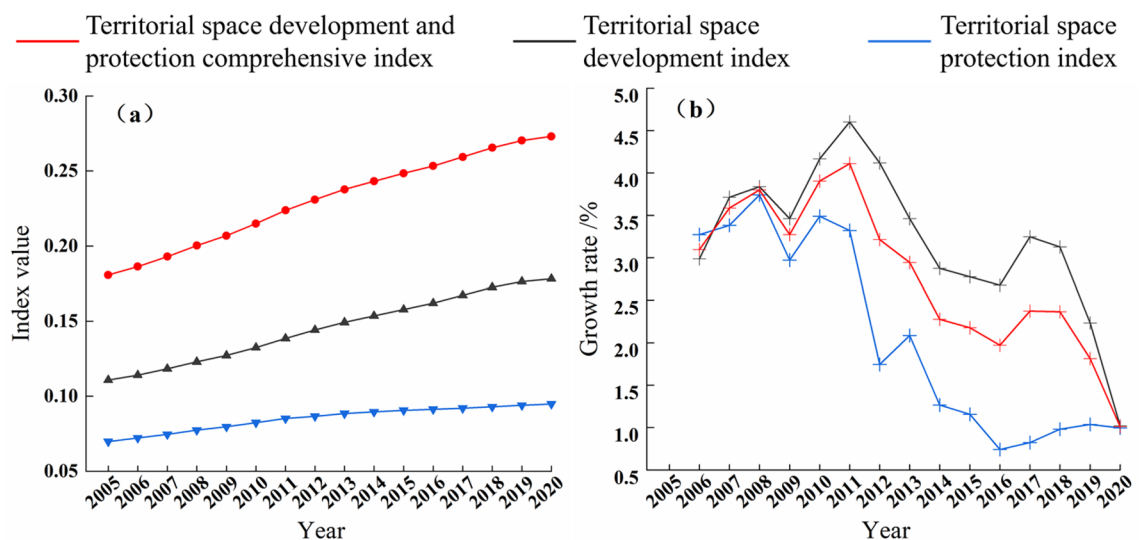 Territorial space development and
protection comprehensive index
Territorial space
development index
Territorial space
protection index
(a)
Index value
0.30
0.25
0.20
0.15
0.10
0.05
2005 2006 2007 2008 2009 2010 2011 2012 2013 2014 2015 2016 2017 2018 2019 2020
Year
(b)
Growth rate /%
5.0
4.5
4.0
3.5
3.0
2.5
2.0
1.5
1.0
0.5
2005 2006 2007 2008 2009 2010 2011 2012 2013 2014 2015 2016 2017 2018 2019 2020
Year